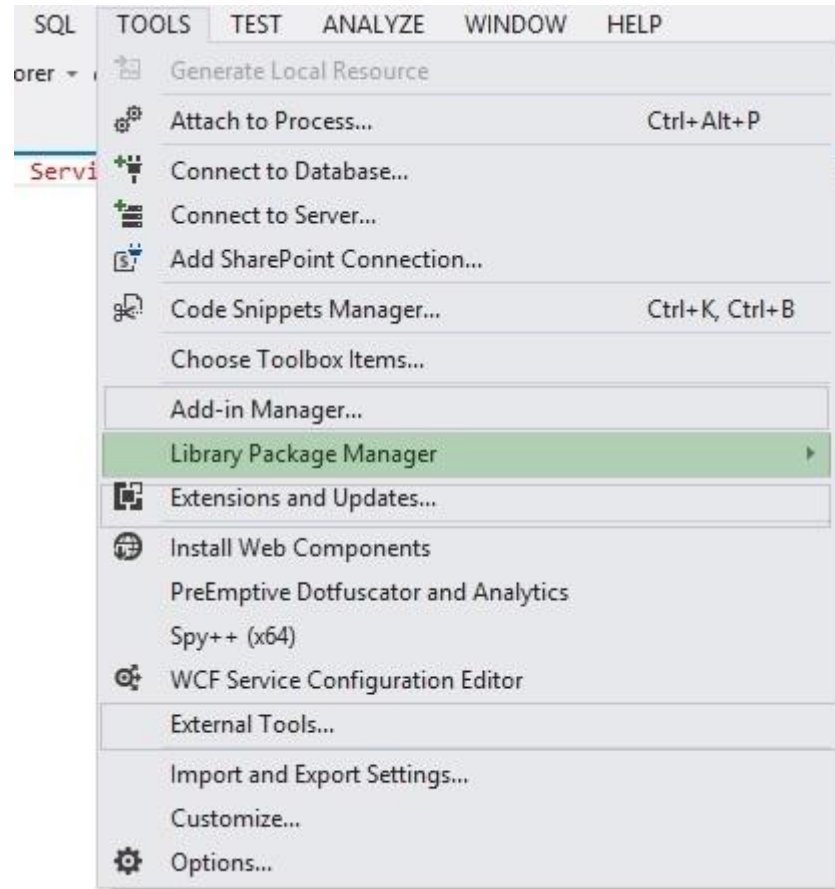 SQL TOOLS TEST ANALYZE WINDOW HELP
orer
Generate Local Resource
Attach to Process... Ctrl+Alt+P
Servi
Connect to Database...
Connect to Server...
Add SharePoint Connection...
Code Snippets Manager... Ctrl+K, Ctrl+B
Choose Toolbox Items...
Add-in Manager...
Library Package Manager
Extensions and Updates...
Install Web Components
PreEmptive Dotfuscator and Analytics
Spy++ (x64)
WCF Service Configuration Editor
External Tools...
Import and Export Settings...
Customize...
Options...